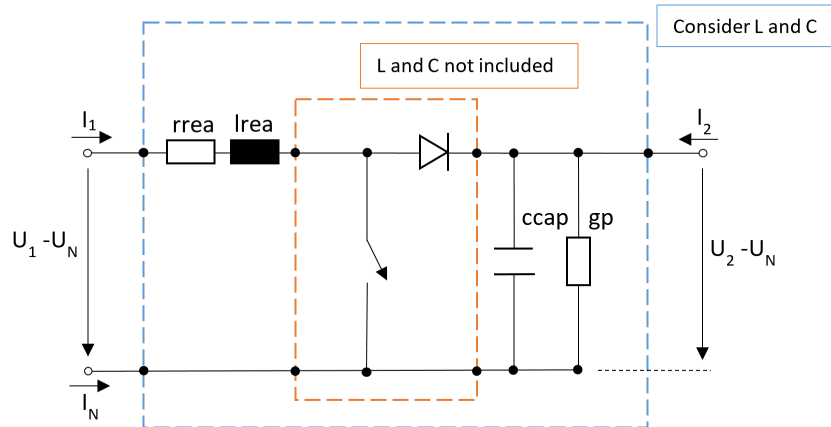 Consider L and C
L and C not included
I1
rrea
lrea
I2
ccap
gp
U1 -UN
U2 -UN
IN